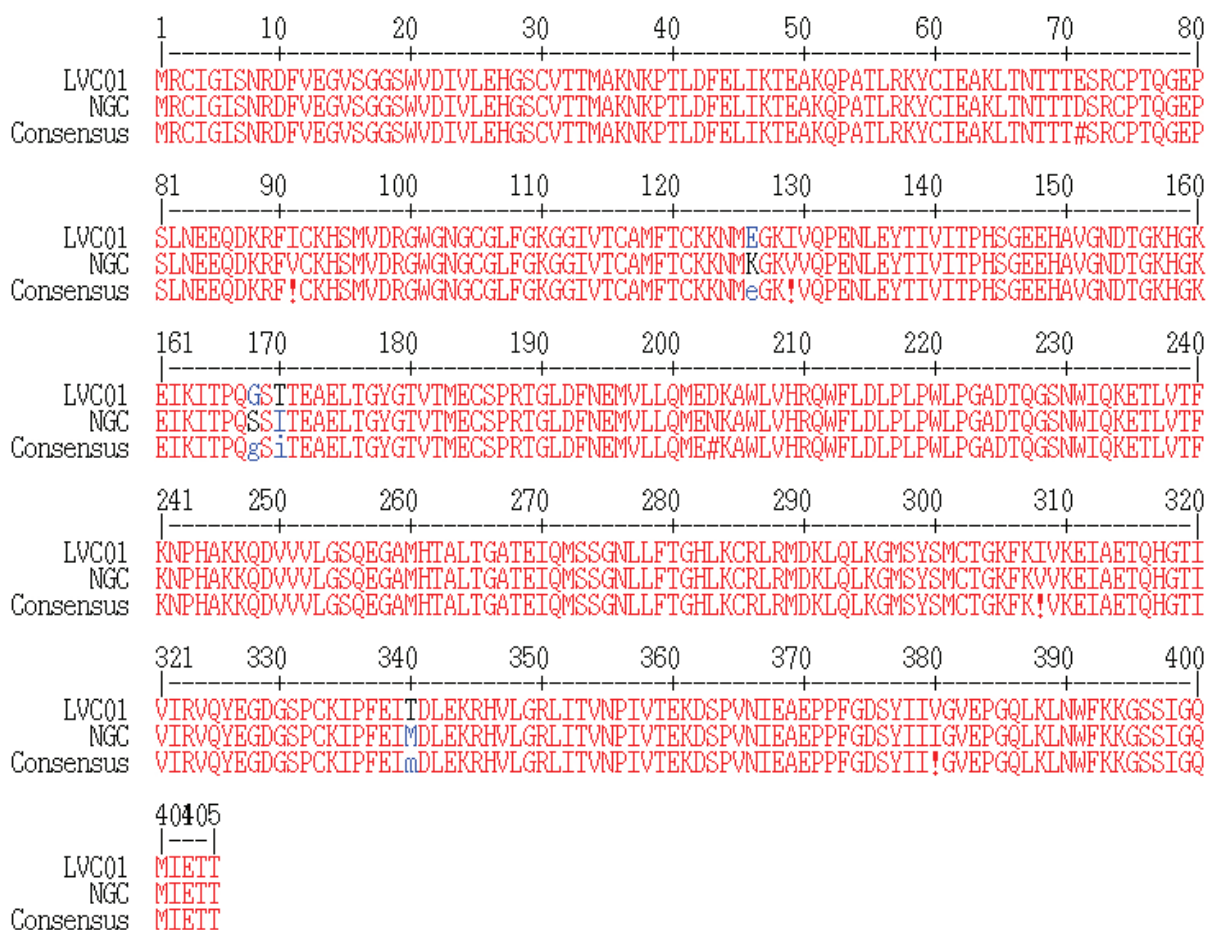 1 10 20 30 40 50 60 70 80
|--------+---------+---------+---------+---------+---------+---------+---------|
LVC01 MRCIGISNRDFVEGVSGGSWVDIVLEHGSCVTTMAKNKPTLDFELIKTEAKQPATLRKYCIEAKLTNTTTESRCPTQGEP
NGC MRCIGISNRDFVEGVSGGSWVDIVLEHGSCVTTMAKNKPTLDFELIKTEAKQPATLRKYCIEAKLTNTTTDSRCPTQGEP
Consensus MRCIGISNRDFVEGVSGGSWVDIVLEHGSCVTTMAKNKPTLDFELIKTEAKQPATLRKYCIEAKLTNTTT#SRCPTQGEP
81 90 100 110 120 130 140 150 160
|--------+---------+---------+---------+---------+---------+---------+---------|
LVC01 SLNEEQDKRFICKHSMVDRGWGNGCGLFGKGGIVTCAMFTCKKNMEGKIVQPENLEYTIVITPHSGEEHAVGNDTGKHGK
NGC SLNEEQDKRFVCKHSMVDRGWGNGCGLFGKGGIVTCAMFTCKKNMKGKVVQPENLEYTIVITPHSGEEHAVGNDTGKHGK
Consensus SLNEEQDKRF!CKHSMVDRGWGNGCGLFGKGGIVTCAMFTCKKNMeGK!VQPENLEYTIVITPHSGEEHAVGNDTGKHGK
161 170 180 190 200 210 220 230 240
|--------+---------+---------+---------+---------+---------+---------+---------|
LVC01 EIKITPQGSTTEAELTGYGTVTMECSPRTGLDFNEMVLLQMEDKAWLVHRQWFLDLPLPWLPGADTQGSNWIQKETLVTF
NGC EIKITPQSSITEAELTGYGTVTMECSPRTGLDFNEMVLLQMENKAWLVHRQWFLDLPLPWLPGADTQGSNWIQKETLVTF
Consensus EIKITPQgSiTEAELTGYGTVTMECSPRTGLDFNEMVLLQME#KAWLVHRQWFLDLPLPWLPGADTQGSNWIQKETLVTF
241 250 260 270 280 290 300 310 320
|--------+---------+---------+---------+---------+---------+---------+---------|
LVC01 KNPHAKKQDVVVLGSQEGAMHTALTGATEIQMSSGNLLFTGHLKCRLRMDKLQLKGMSYSMCTGKFKIVKEIAETQHGTI
NGC KNPHAKKQDVVVLGSQEGAMHTALTGATEIQMSSGNLLFTGHLKCRLRMDKLQLKGMSYSMCTGKFKVVKEIAETQHGTI
Consensus KNPHAKKQDVVVLGSQEGAMHTALTGATEIQMSSGNLLFTGHLKCRLRMDKLQLKGMSYSMCTGKFK!VKEIAETQHGTI
321 330 340 350 360 370 380 390 400
|--------+---------+---------+---------+---------+---------+---------+---------|
LVC01 VIRVQYEGDGSPCKIPFEITDLEKRHVLGRLITVNPIVTEKDSPVNIEAEPPFGDSYIIVGVEPGQLKLNWFKKGSSIGQ
NGC VIRVQYEGDGSPCKIPFEIMDLEKRHVLGRLITVNPIVTEKDSPVNIEAEPPFGDSYIIIGVEPGQLKLNWFKKGSSIGQ
Consensus VIRVQYEGDGSPCKIPFEImDLEKRHVLGRLITVNPIVTEKDSPVNIEAEPPFGDSYII!GVEPGQLKLNWFKKGSSIGQ
401 405
|---|
LVC01 MIETT
NGC MIETT
Consensus MIETT